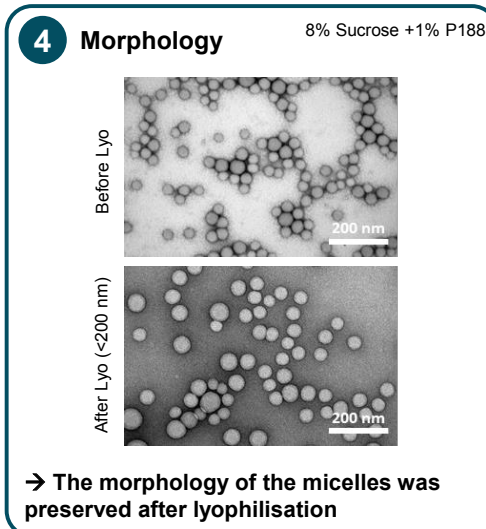 4 Morphology 8% Sucrose +1% P188
Before Lyo
200 nm
After Lyo (<200 nm)
200 nm
→ The morphology of the micelles was
preserved after lyophilisation